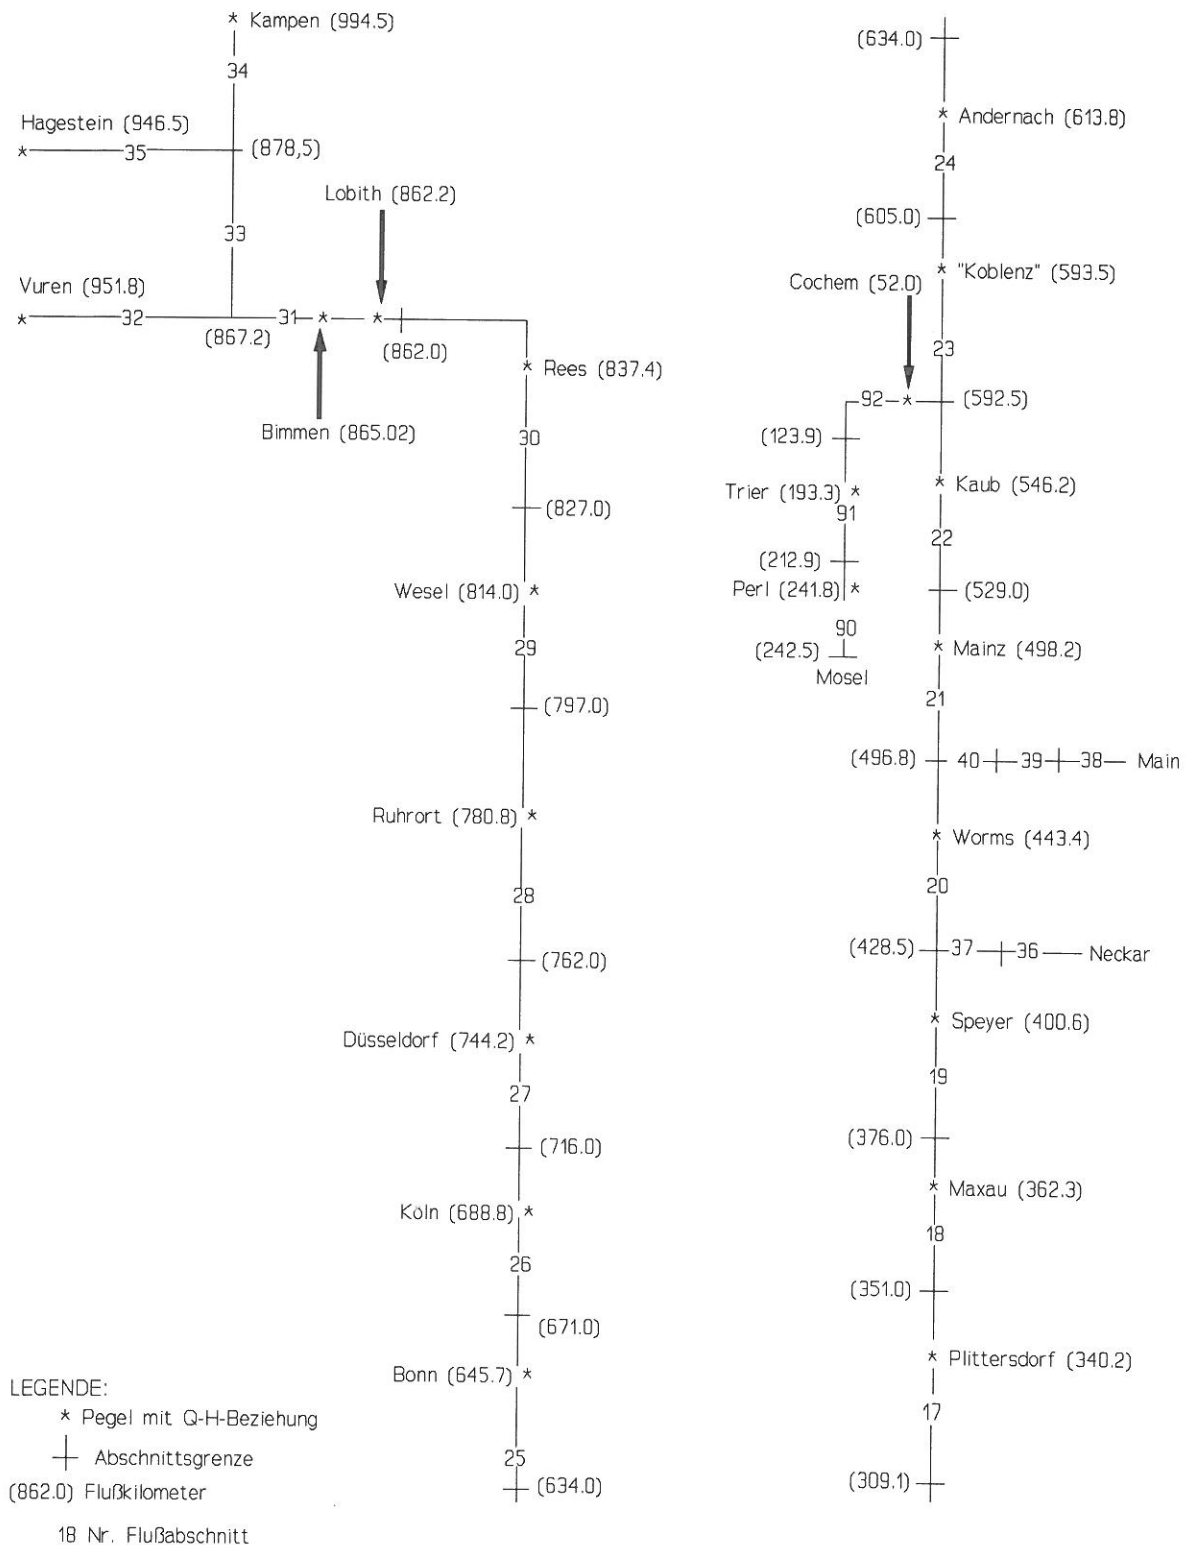 Kampen (994.5)
34
Hagestein (946.5)
35
(878,5)
Lobith (862.2)
33
Vuren (951.8)
32
31
(867.2)
(862.0)
Rees (837.4)
Bimmen (865.02)
30
(827.0)
Wesel (814.0)
29
(797.0)
Ruhrort (780.8)
28
(762.0)
Düsseldorf (744.2)
27
(716.0)
Köln (688.8)
26
(671.0)
Bonn (645.7)
25
(634.0)
LEGENDE:
* Pegel mit Q-H-Beziehung
Abschnittsgrenze
(862.0) Flußkilometer
18 Nr. Flußabschnitt
(634.0)
Andernach (613.8)
24
(605.0)
"Koblenz" (593.5)
Cochem (52.0)
23
92
(592.5)
(123.9)
Trier (193.3)
Kaub (546.2)
91
22
(212.9)
Perl (241.8)
(529.0)
90
(242.5)
Mosel
Mainz (498.2)
21
(496.8) 40 39 38 Main
Worms (443.4)
20
(428.5) 37 36 Neckar
Speyer (400.6)
19
(376.0)
Maxau (362.3)
18
(351.0)
Plittersdorf (340.2)
17
(309.1)